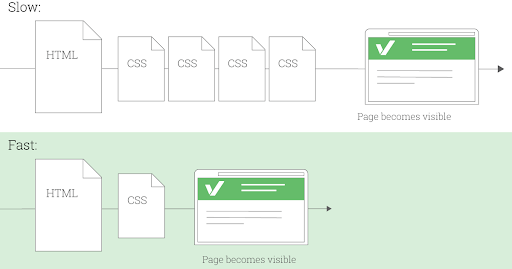 Slow:
HTML
CSS
CSS
CSS
CSS
Page becomes visible
Fast:
HTML
CSS
Page becomes visible